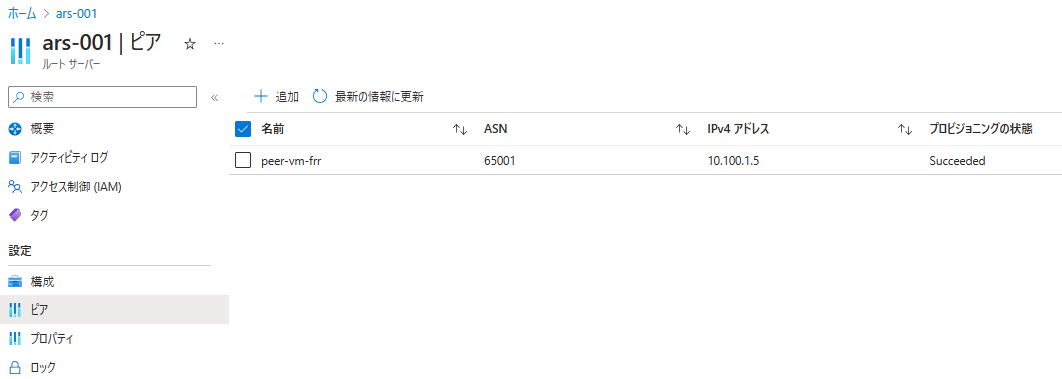 ホーム > ars-001
ars-001 | ピア ☆ ...
ルート サーバー
検索 «
概要
アクティビティ ログ
アクセス制御 (IAM)
タグ
設定
構成
ピア
プロパティ
ロック
+ 追加 最新の情報に更新
名前 ↑↓ ASN ↑↓ IPv4 アドレス ↑↓ プロビジョニングの状態
peer-vm-frr 65001 10.100.1.5 Succeeded